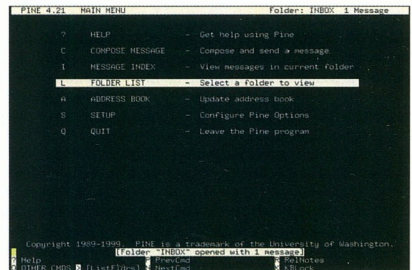 PINE 4.21 MAIN MENU Folder: INBOX 1 Message
? HELP - Get help using Pine
C COMPOSE MESSAGE - Compose and send a message
I MESSAGE INDEX - View messages in current folder
L FOLDER LIST - Select a folder to view
A ADDRESS BOOK - Update address book
S SETUP - Configure Pine Options
Q QUIT - Leave the Pine program
Copyright 1989-1999. PINE is a trademark of the University of Washington.
[Folder "INBOX" opened with 1 message]
? Help P PrevCmd R RelNotes
O OTHER CMDS > [ListFldrs] N NextCmd K KBLock